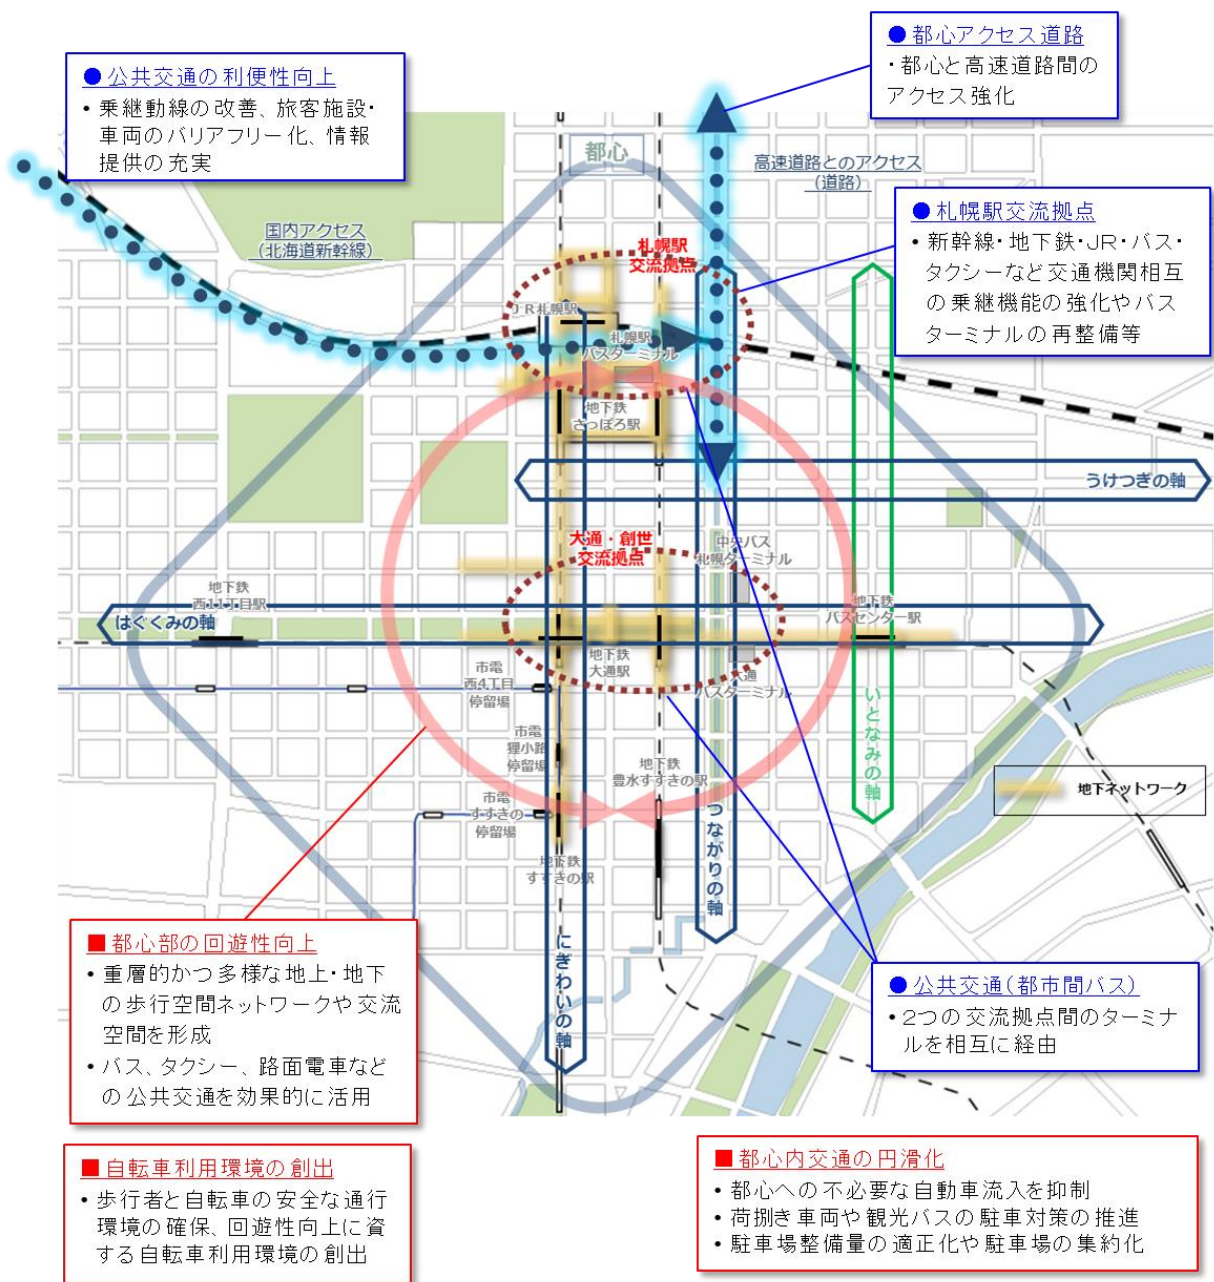 ● 都心アクセス道路
・都心と高速道路間の
アクセス強化
● 公共交通の利便性向上
• 乗継動線の改善、旅客施設・
車両のバリアフリー化、情報
提供の充実
都心
高速道路とのアクセス
(道路)
国内アクセス
(北海道新幹線)
● 札幌駅交流拠点
• 新幹線・地下鉄・JR・バス・
タクシーなど交通機関相互
の乗継機能の強化やバス
ターミナルの再整備等
札幌駅
交流拠点
JR札幌駅
札幌駅
バスターミナル
地下鉄
さっぽろ駅
うけつぎの軸
大通・創世
交流拠点
中央バス
札幌ターミナル
地下鉄
西11丁目駅
はぐくみの軸
地下鉄
バスセンター駅
地下鉄
大通駅
市電
西4丁目
停留場
大通
バスターミナル
いとなみの軸
市電
狸小路
停留場
地下鉄
豊水すすきの駅
地下ネットワーク
市電
すすきの
停留場
つながりの軸
地下鉄
すすきの駅
にぎわいの軸
■ 都心部の回遊性向上
• 重層的かつ多様な地上・地下
の歩行空間ネットワークや交流
空間を形成
• バス、タクシー、路面電車など
の公共交通を効果的に活用
● 公共交通(都市間バス)
• 2つの交流拠点間のターミナ
ルを相互に経由
■ 自転車利用環境の創出
• 歩行者と自転車の安全な通行
環境の確保、回遊性向上に資
する自転車利用環境の創出
■ 都心内交通の円滑化
• 都心への不必要な自動車流入を抑制
• 荷捌き車両や観光バスの駐車対策の推進
• 駐車場整備量の適正化や駐車場の集約化